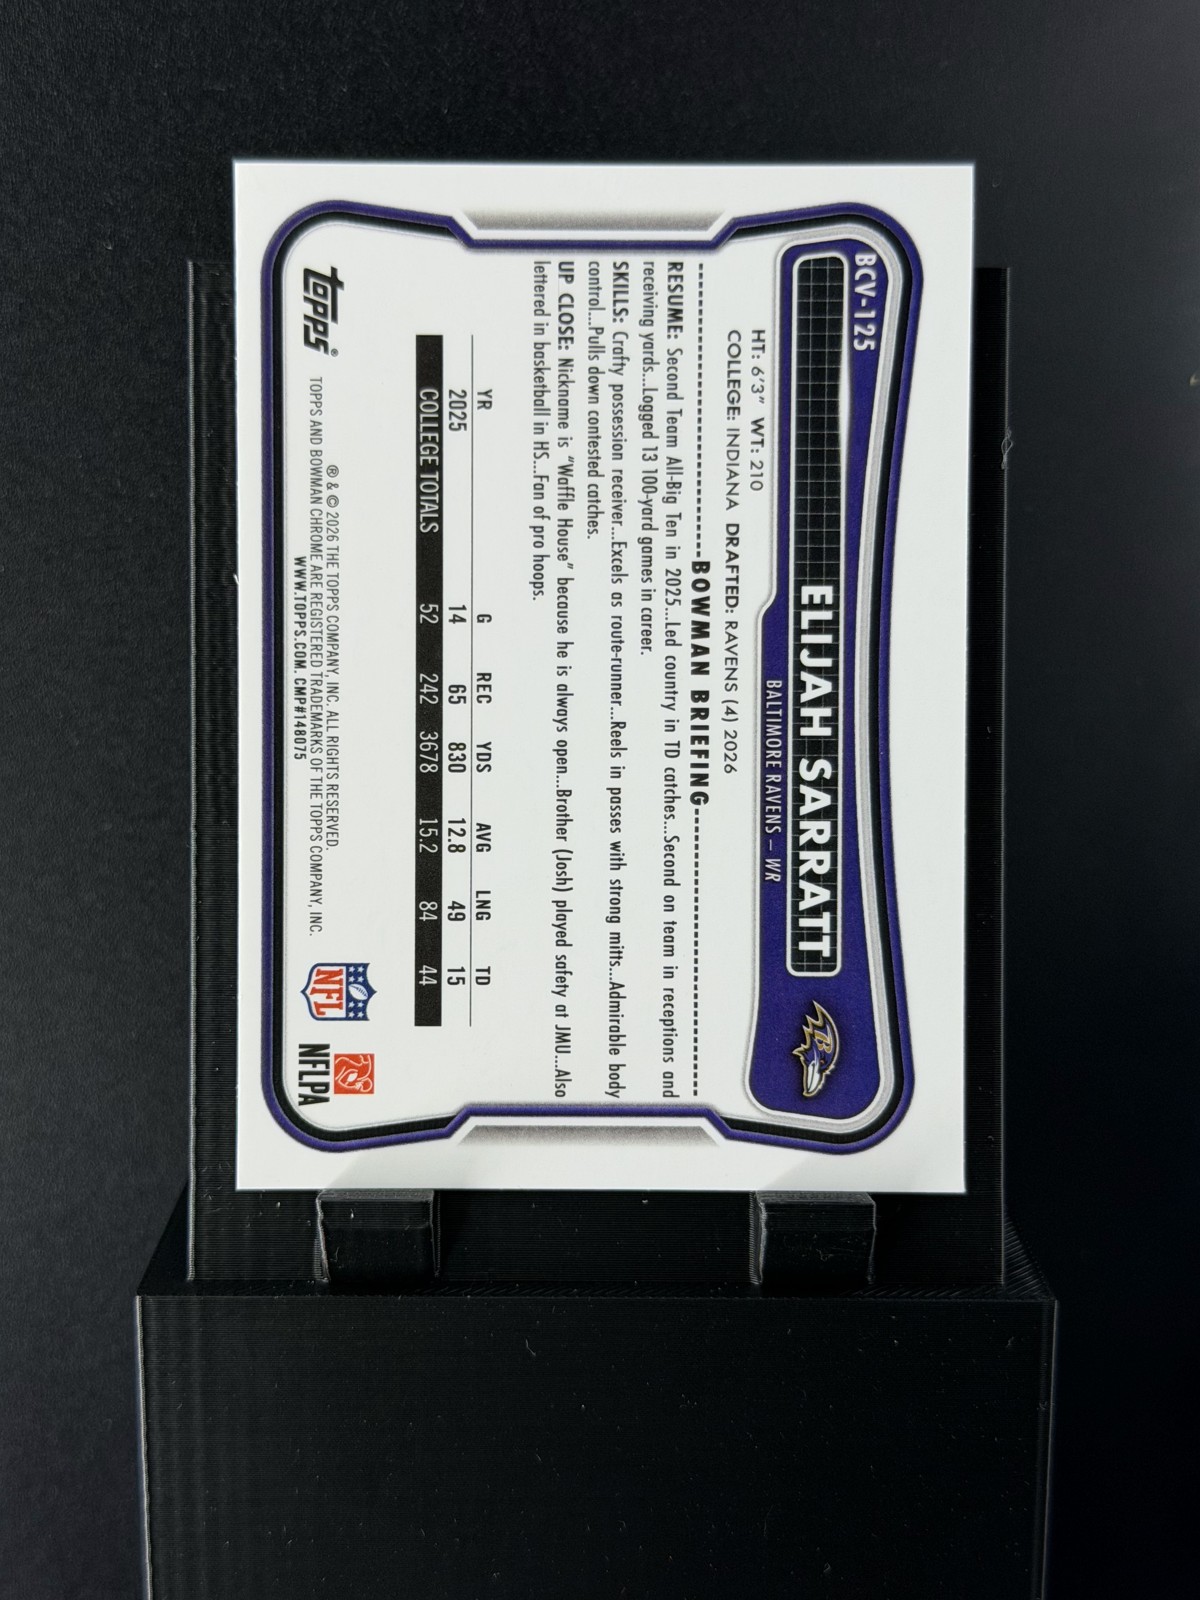 BCV-125
ELIJAH SARRATT
BALTIMORE RAVENS – WR
HT: 6'3" WT: 210
COLLEGE: INDIANA DRAFTED: RAVENS (4) 2026
BOWMAN BRIEFING
RESUME: Second Team All-Big Ten in 2025...Led country in TD catches...Second on team in receptions and
receiving yards...Logged 13 100-yard games in career.
SKILLS: Crafty possession receiver...Excels as route-runner...Reels in passes with strong mitts...Admirable body
control...Pulls down contested catches.
UP CLOSE: Nickname is "Waffle House" because he is always open...Brother (Josh) played safety at JMU...Also
lettered in basketball in HS...Fan of pro hoops.
YR G REC YDS AVG LNG TD
2025 14 65 830 12.8 49 15
COLLEGE TOTALS 52 242 3678 15.2 84 44
topps®
® & © 2026 THE TOPPS COMPANY, INC. ALL RIGHTS RESERVED.
TOPPS AND BOWMAN CHROME ARE REGISTERED TRADEMARKS OF THE TOPPS COMPANY, INC.
WWW.TOPPS.COM. CMP#148075
NFL
NFLPA
B